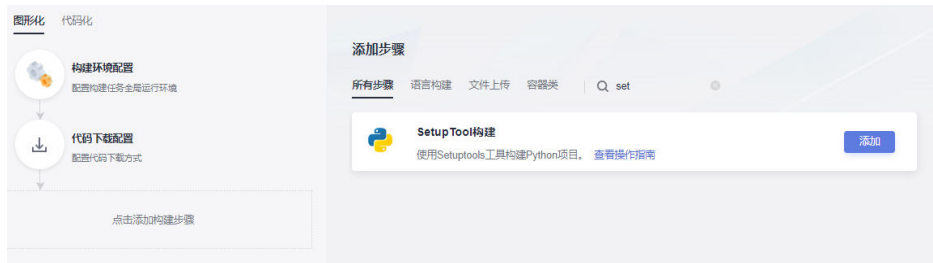 图形化 代码化
构建环境配置
配置构建任务全局运行环境
代码下载配置
配置代码下载方式
点击添加构建步骤
添加步骤
所有步骤 语言构建 文件上传 容器类 set
SetupTool构建
使用Setuptools工具构建Python项目。 查看操作指南
添加